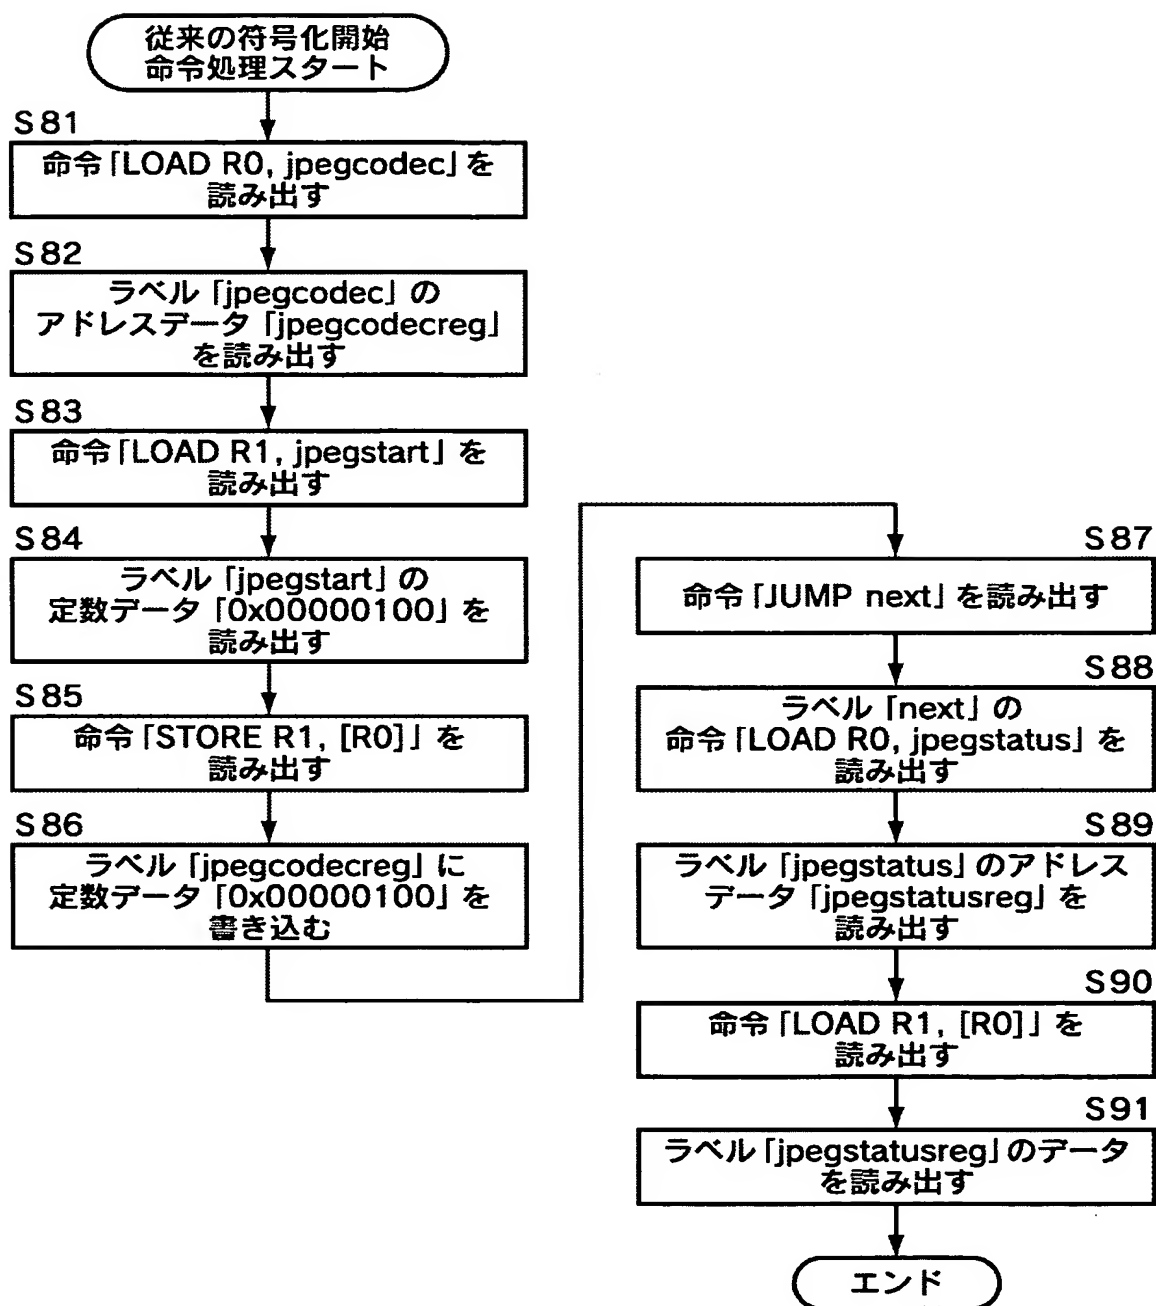 従来の符号化開始
命令処理スタート
S81
命令「LOAD R0, jpegcodec」を
読み出す
S82
ラベル「jpegcodec」の
アドレスデータ「jpegcodecreg」
を読み出す
S83
命令「LOAD R1, jpegstart」を
読み出す
S84
ラベル「jpegstart」の
定数データ「0x00000100」を
読み出す
S85
命令「STORE R1, [R0]」を
読み出す
S86
ラベル「jpegcodecreg」に
定数データ「0x00000100」を
書き込む
S87
命令「JUMP next」を読み出す
S88
ラベル「next」の
命令「LOAD R0, jpegstatus」を
読み出す
S89
ラベル「jpegstatus」のアドレス
データ「jpegstatusreg」を
読み出す
S90
命令「LOAD R1, [R0]」を
読み出す
S91
ラベル「jpegstatusreg」のデータ
を読み出す
エンド